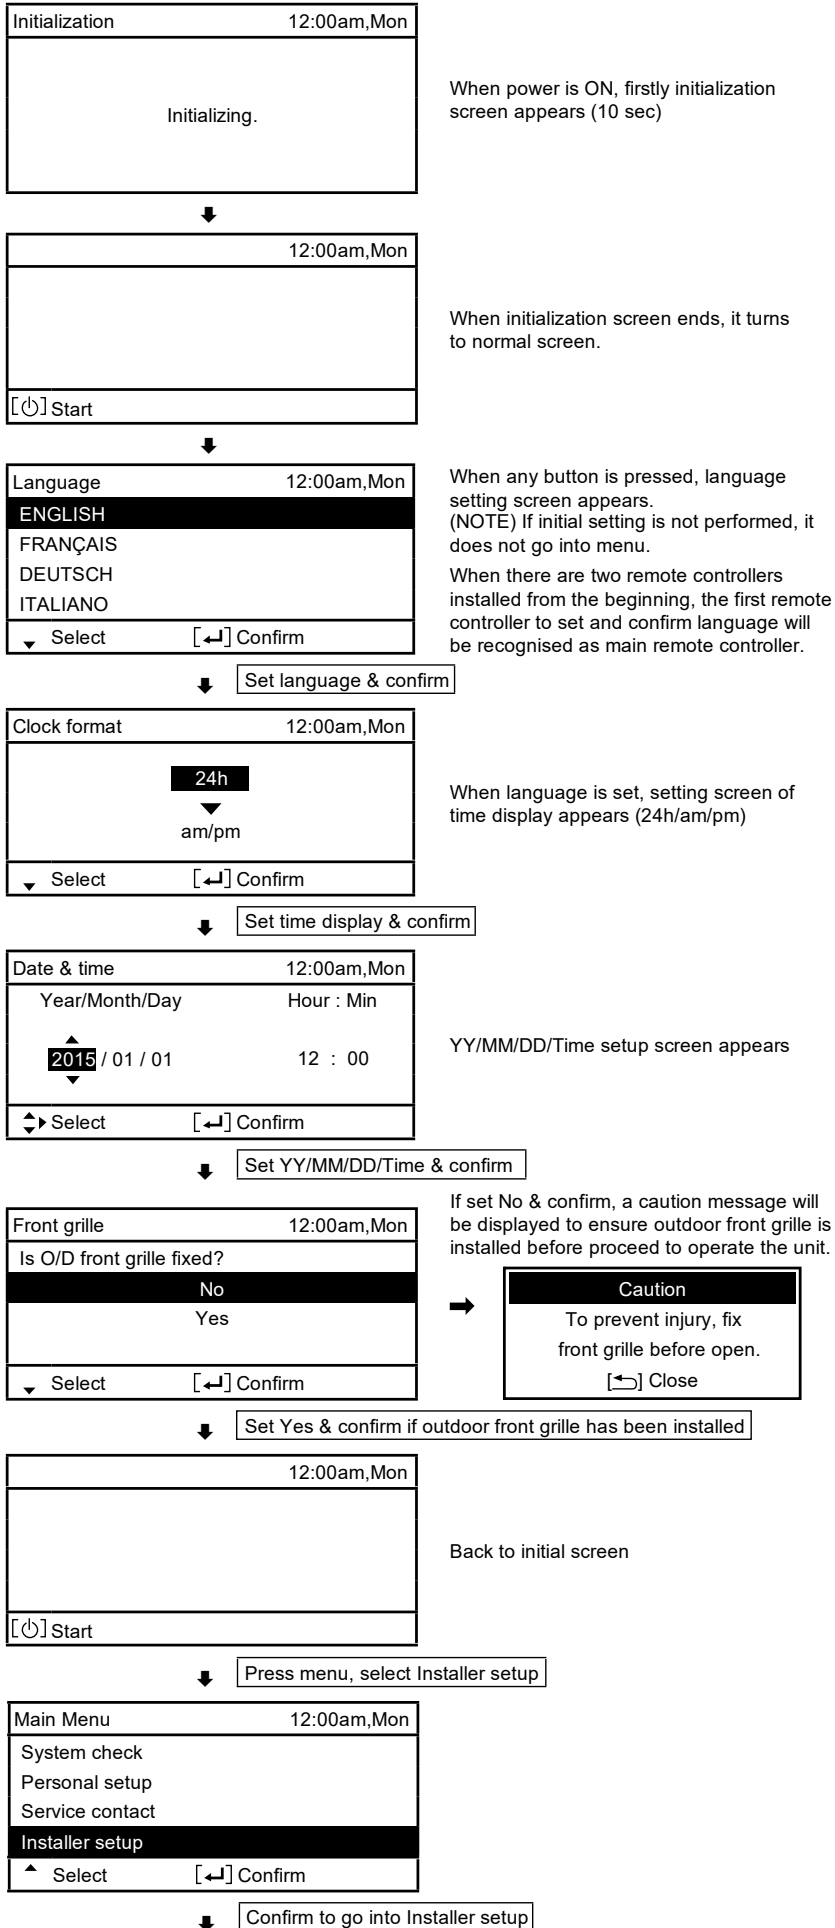 Initialization 12:00am,Mon
Initializing.
When power is ON, firstly initialization
screen appears (10 sec)
12:00am,Mon
[⏻] Start
When initialization screen ends, it turns
to normal screen.
Language 12:00am,Mon
ENGLISH
FRANÇAIS
DEUTSCH
ITALIANO
▼ Select [↵] Confirm
When any button is pressed, language
setting screen appears.
(NOTE) If initial setting is not performed, it
does not go into menu.
When there are two remote controllers
installed from the beginning, the first remote
controller to set and confirm language will
be recognised as main remote controller.
Set language & confirm
Clock format 12:00am,Mon
24h
am/pm
▼ Select [↵] Confirm
When language is set, setting screen of
time display appears (24h/am/pm)
Set time display & confirm
Date & time 12:00am,Mon
Year/Month/Day Hour : Min
2015 / 01 / 01 12 : 00
Select [↵] Confirm
YY/MM/DD/Time setup screen appears
Set YY/MM/DD/Time & confirm
Front grille 12:00am,Mon
Is O/D front grille fixed?
No
Yes
▼ Select [↵] Confirm
If set No & confirm, a caution message will
be displayed to ensure outdoor front grille is
installed before proceed to operate the unit.
Caution
To prevent injury, fix
front grille before open.
[⮌] Close
Set Yes & confirm if outdoor front grille has been installed
12:00am,Mon
[⏻] Start
Back to initial screen
Press menu, select Installer setup
Main Menu 12:00am,Mon
System check
Personal setup
Service contact
Installer setup
▲ Select [↵] Confirm
Confirm to go into Installer setup